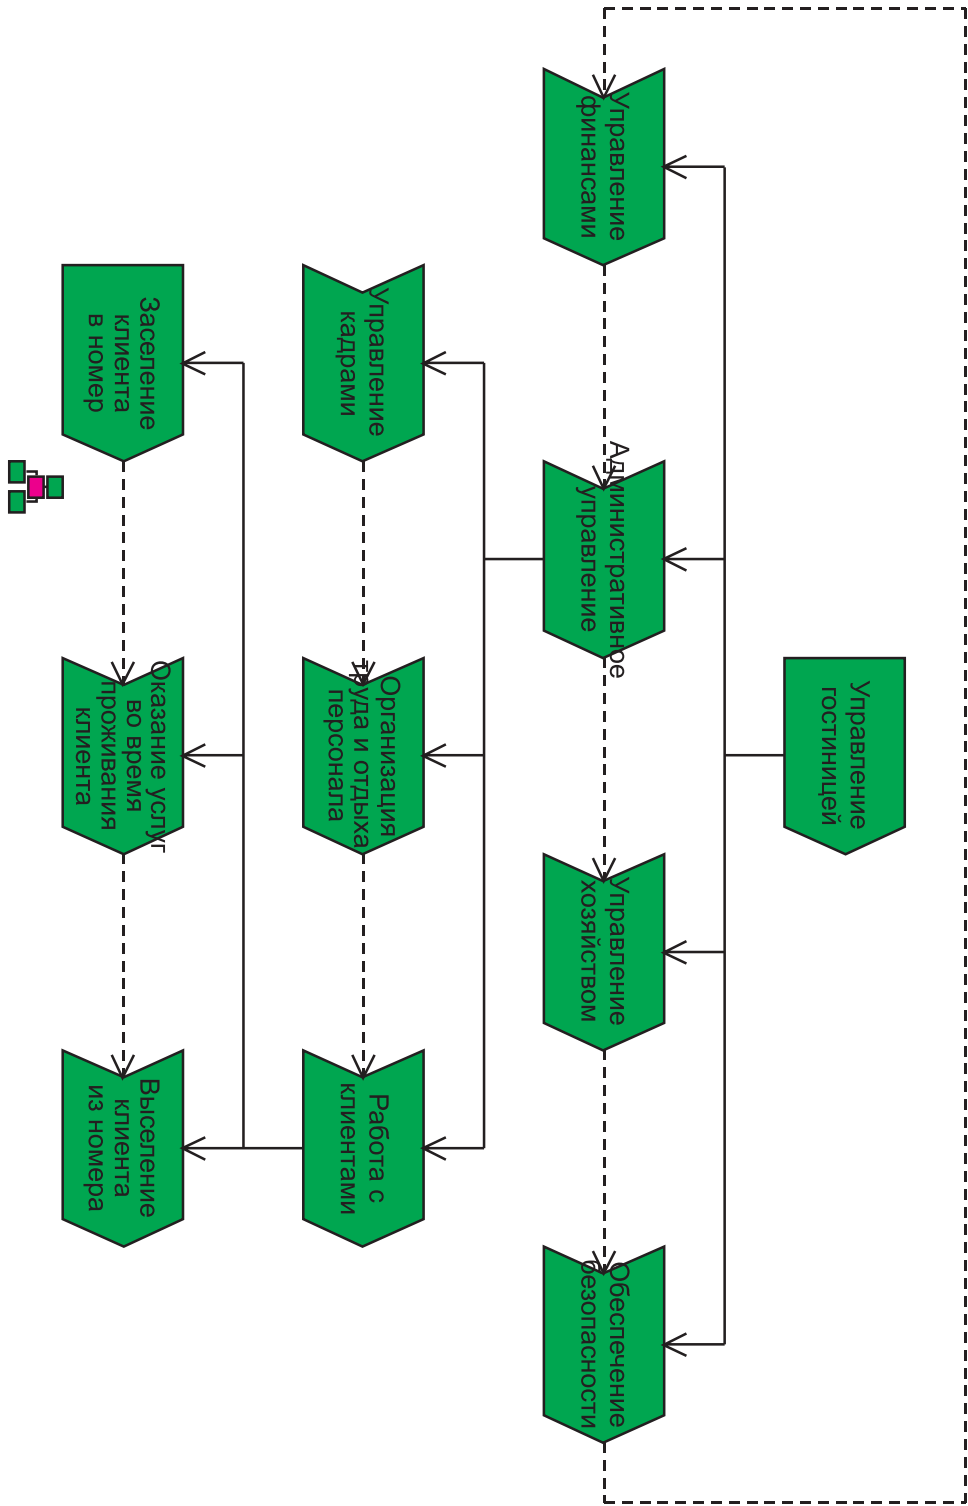 Управление
гостиницей
Управление
финансами
Административное
управление
Управление
хозяйством
Обеспечение
безопасности
Управление
кадрами
Организация
труда и отдыха
персонала
Работа с
клиентами
Заселение
клиента
в номер
Оказание услуг
во время
проживания
клиента
Выселение
клиента
из номера